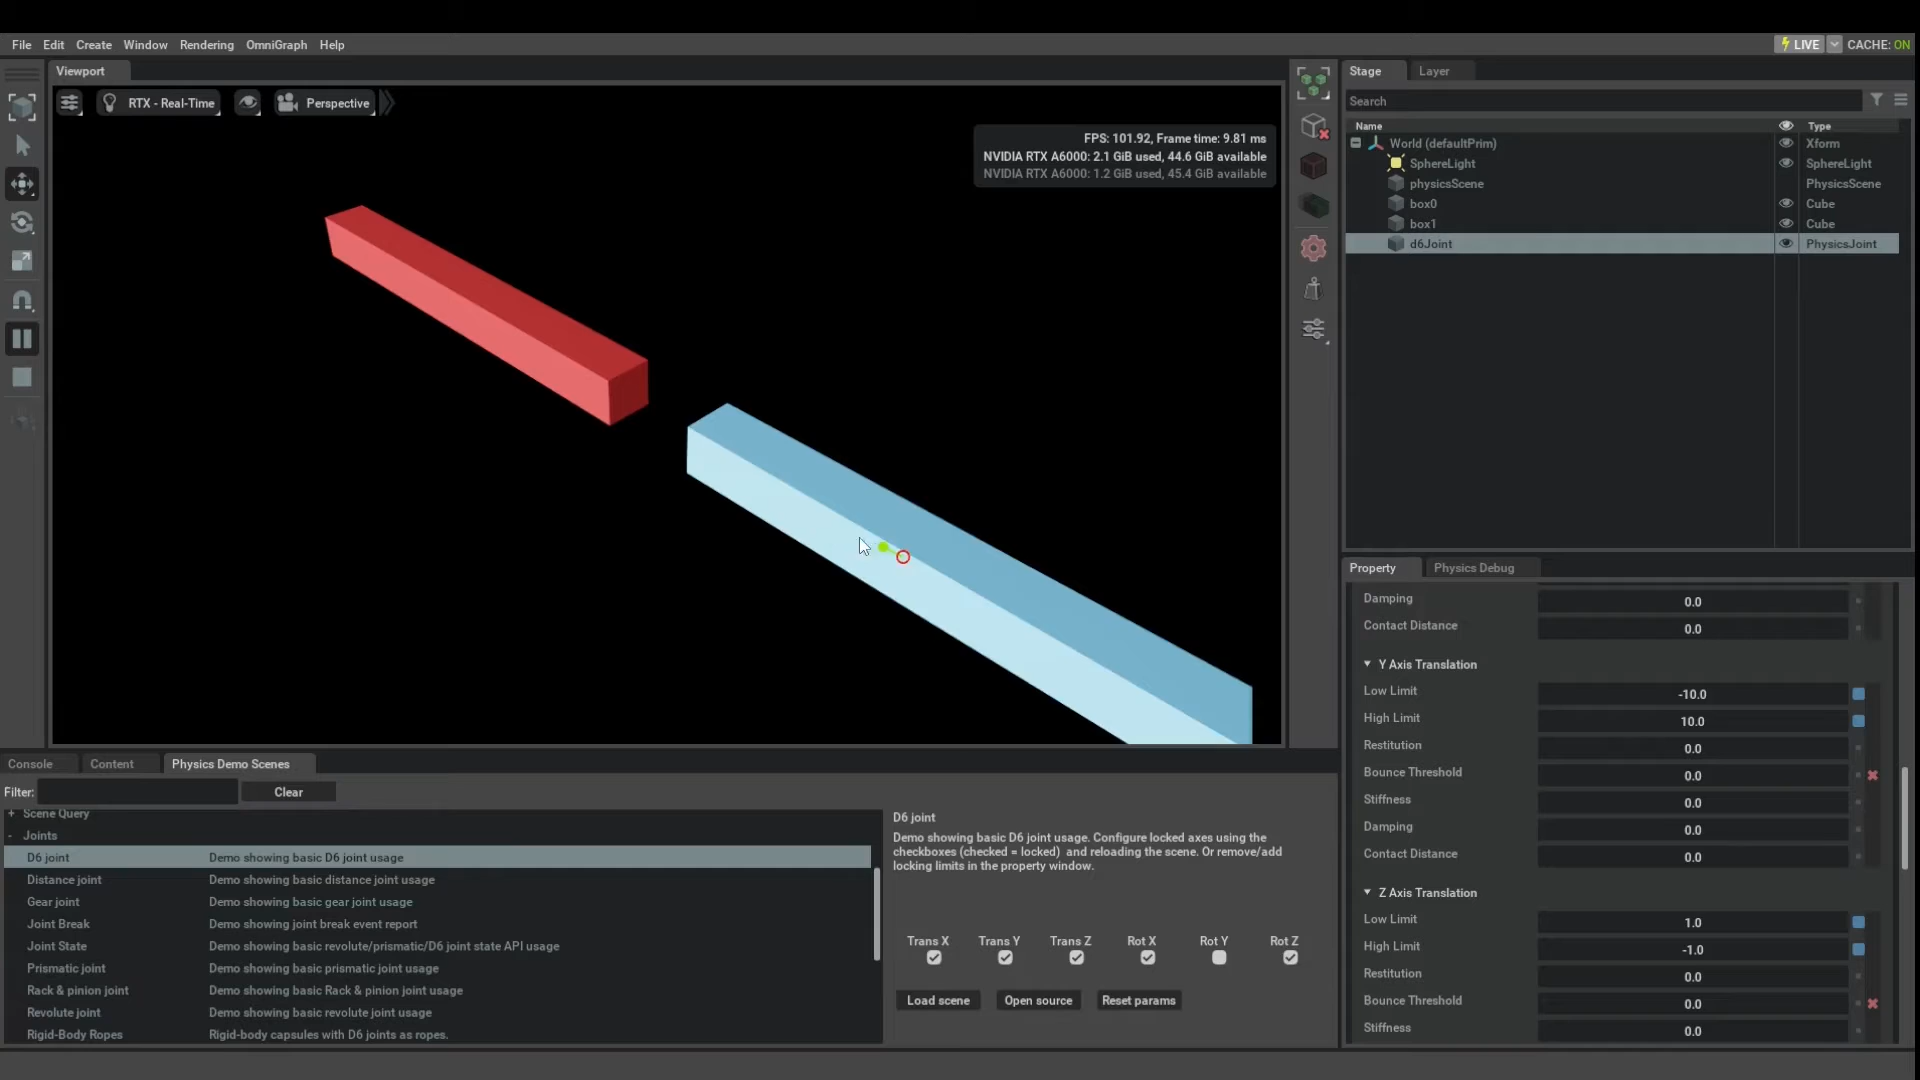 File Edit Create Window Rendering OmniGraph Help
LIVE CACHE: ON
Viewport
RTX - Real-Time Perspective
FPS: 101.92, Frame time: 9.81 ms
NVIDIA RTX A6000: 2.1 GiB used, 44.6 GiB available
NVIDIA RTX A6000: 1.2 GiB used, 45.4 GiB available
Stage Layer
Search
Name Type
World (defaultPrim) Xform
SphereLight SphereLight
physicsScene PhysicsScene
box0 Cube
box1 Cube
d6Joint PhysicsJoint
Property Physics Debug
Damping 0.0
Contact Distance 0.0
Y Axis Translation
Low Limit -10.0
High Limit 10.0
Restitution 0.0
Bounce Threshold 0.0
Stiffness 0.0
Damping 0.0
Contact Distance 0.0
Z Axis Translation
Low Limit 1.0
High Limit -1.0
Restitution 0.0
Bounce Threshold 0.0
Stiffness 0.0
Console Content Physics Demo Scenes
Filter: Clear
+ Scene Query
- Joints
D6 joint Demo showing basic D6 joint usage
Distance joint Demo showing basic distance joint usage
Gear joint Demo showing basic gear joint usage
Joint Break Demo showing joint break event report
Joint State Demo showing basic revolute/prismatic/D6 joint state API usage
Prismatic joint Demo showing basic prismatic joint usage
Rack & pinion joint Demo showing basic Rack & pinion joint usage
Revolute joint Demo showing basic revolute joint usage
Rigid-Body Ropes Rigid-body capsules with D6 joints as ropes.
D6 joint
Demo showing basic D6 joint usage. Configure locked axes using the
checkboxes (checked = locked) and reloading the scene. Or remove/add
locking limits in the property window.
Trans X Trans Y Trans Z Rot X Rot Y Rot Z
Load scene Open source Reset params